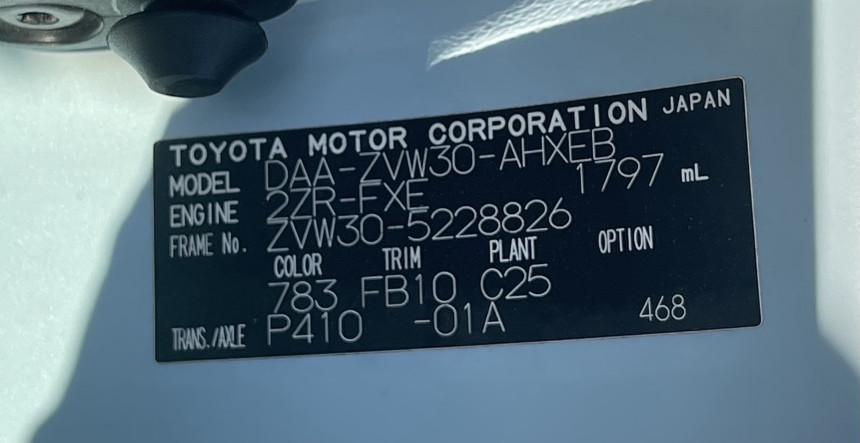 TOYOTA MOTOR CORPORATION JAPAN
MODEL DAA-ZVW30-AHXEB
ENGINE 2ZR-FXE 1797 mL
FRAME No. ZVW30-5228826
COLOR TRIM PLANT OPTION
783 FB10 C25
TRANS./AXLE P410 -01A 468